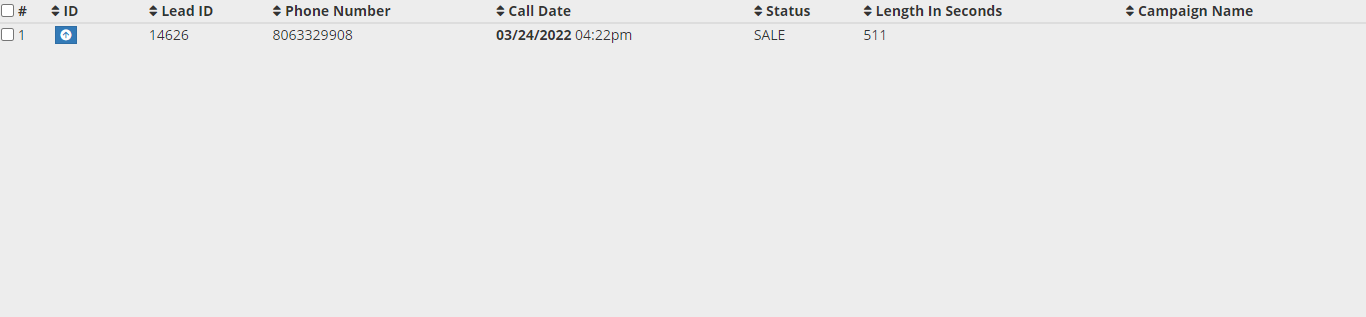 # ID Lead ID Phone Number Call Date Status Length In Seconds Campaign Name
1 14626 8063329908 03/24/2022 04:22pm SALE 511